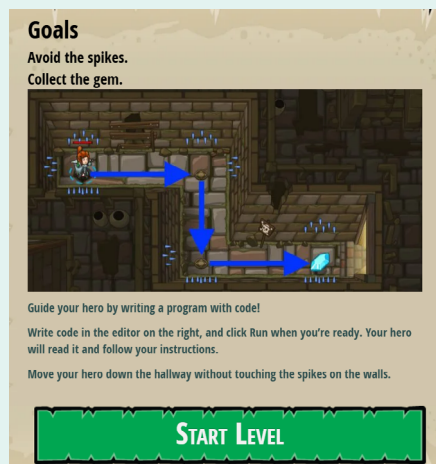 Goals
Avoid the spikes.
Collect the gem.
Guide your hero by writing a program with code!
Write code in the editor on the right, and click Run when you're ready. Your hero
will read it and follow your instructions.
Move your hero down the hallway without touching the spikes on the walls.
START LEVEL